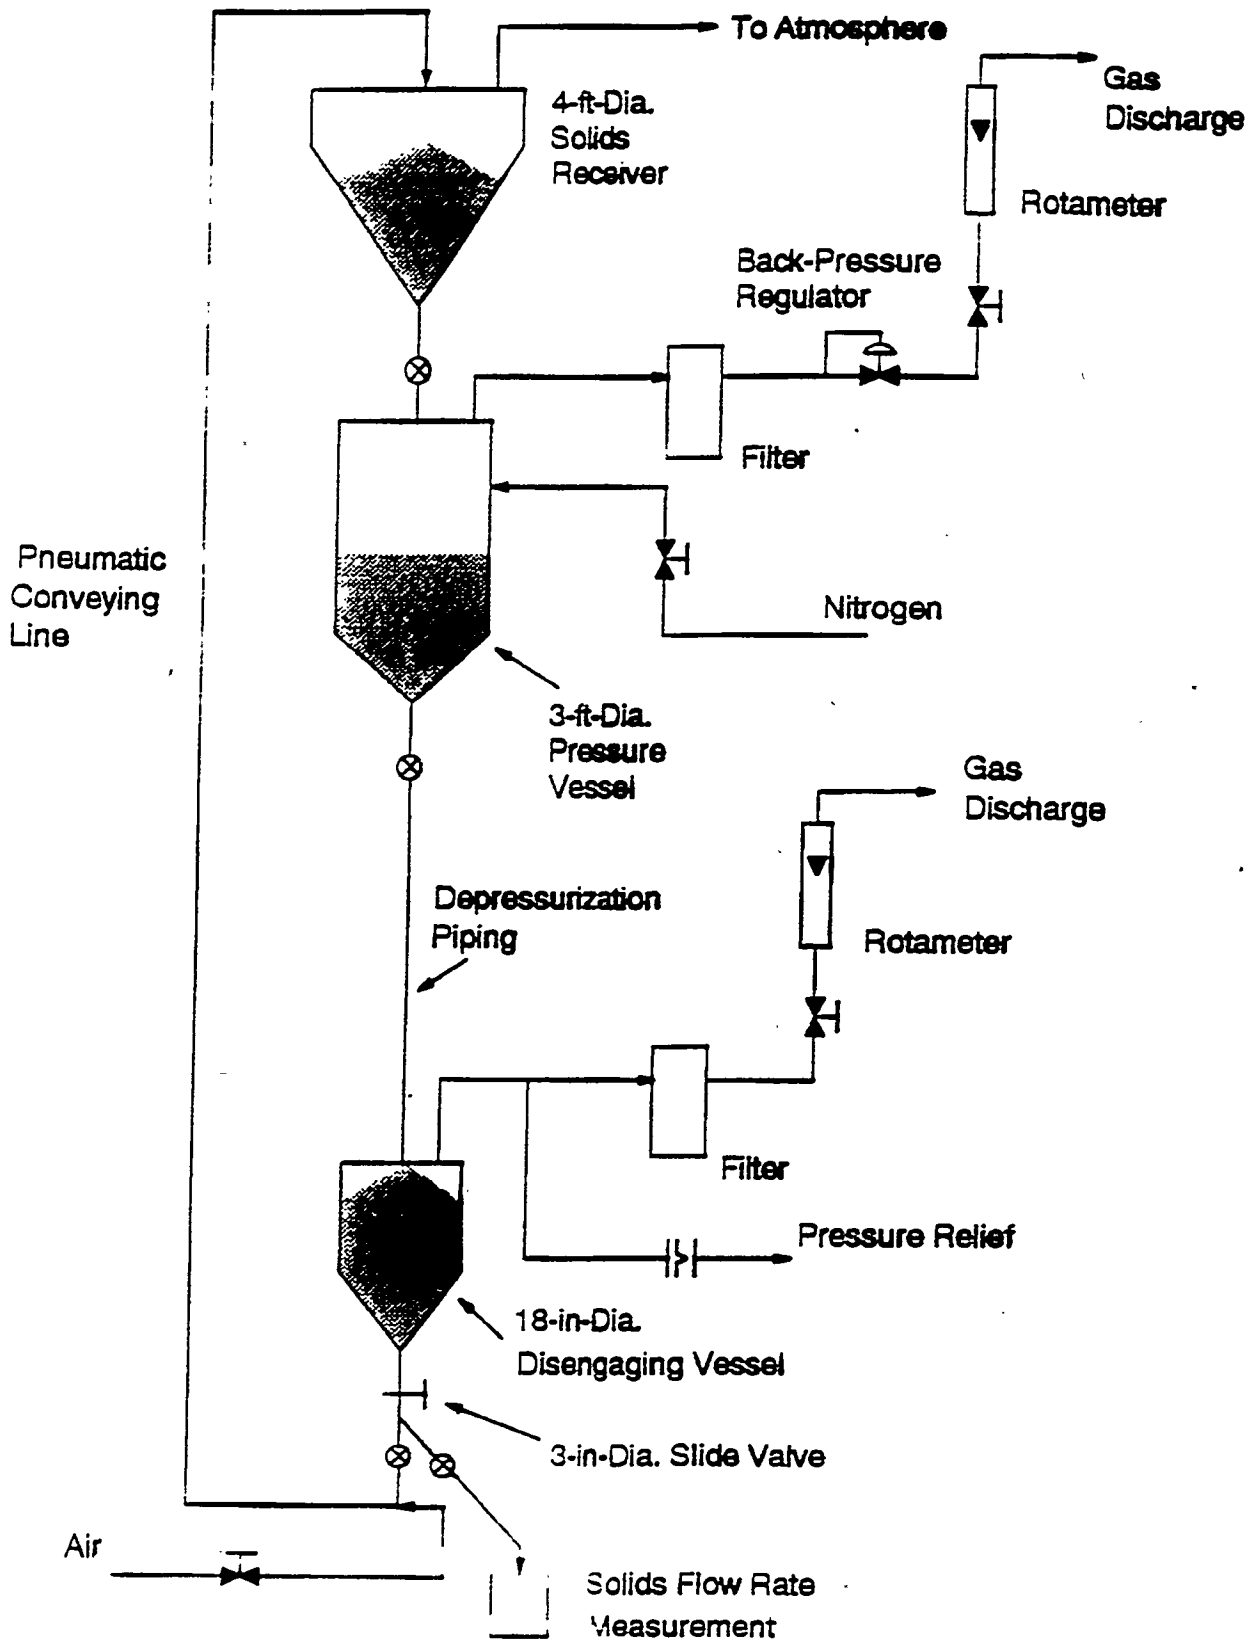 To Atmosphere
Gas
Discharge
4-ft-Dia.
Solids
Receiver
Rotameter
Back-Pressure
Regulator
Filter
Pneumatic
Conveying
Line
Nitrogen
3-ft-Dia.
Pressure
Vessel
Gas
Discharge
Depressurization
Piping
Rotameter
Filter
Pressure Relief
18-in-Dia.
Disengaging Vessel
3-in-Dia. Slide Valve
Air
Solids Flow Rate
Measurement